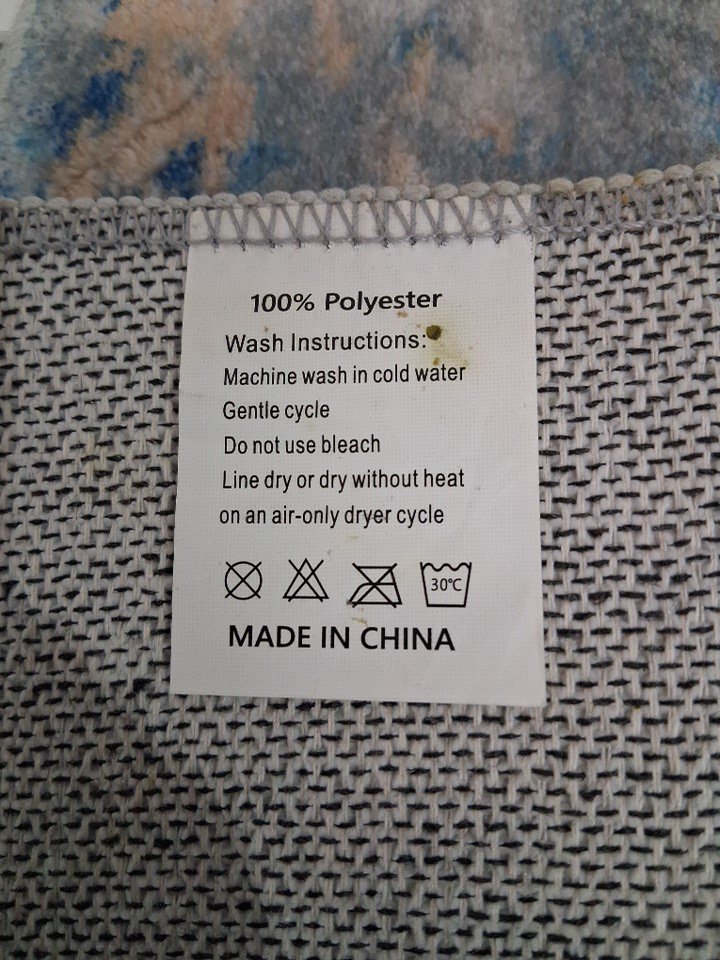 100% Polyester
Wash Instructions:
Machine wash in cold water
Gentle cycle
Do not use bleach
Line dry or dry without heat
on an air-only dryer cycle
30℃
MADE IN CHINA